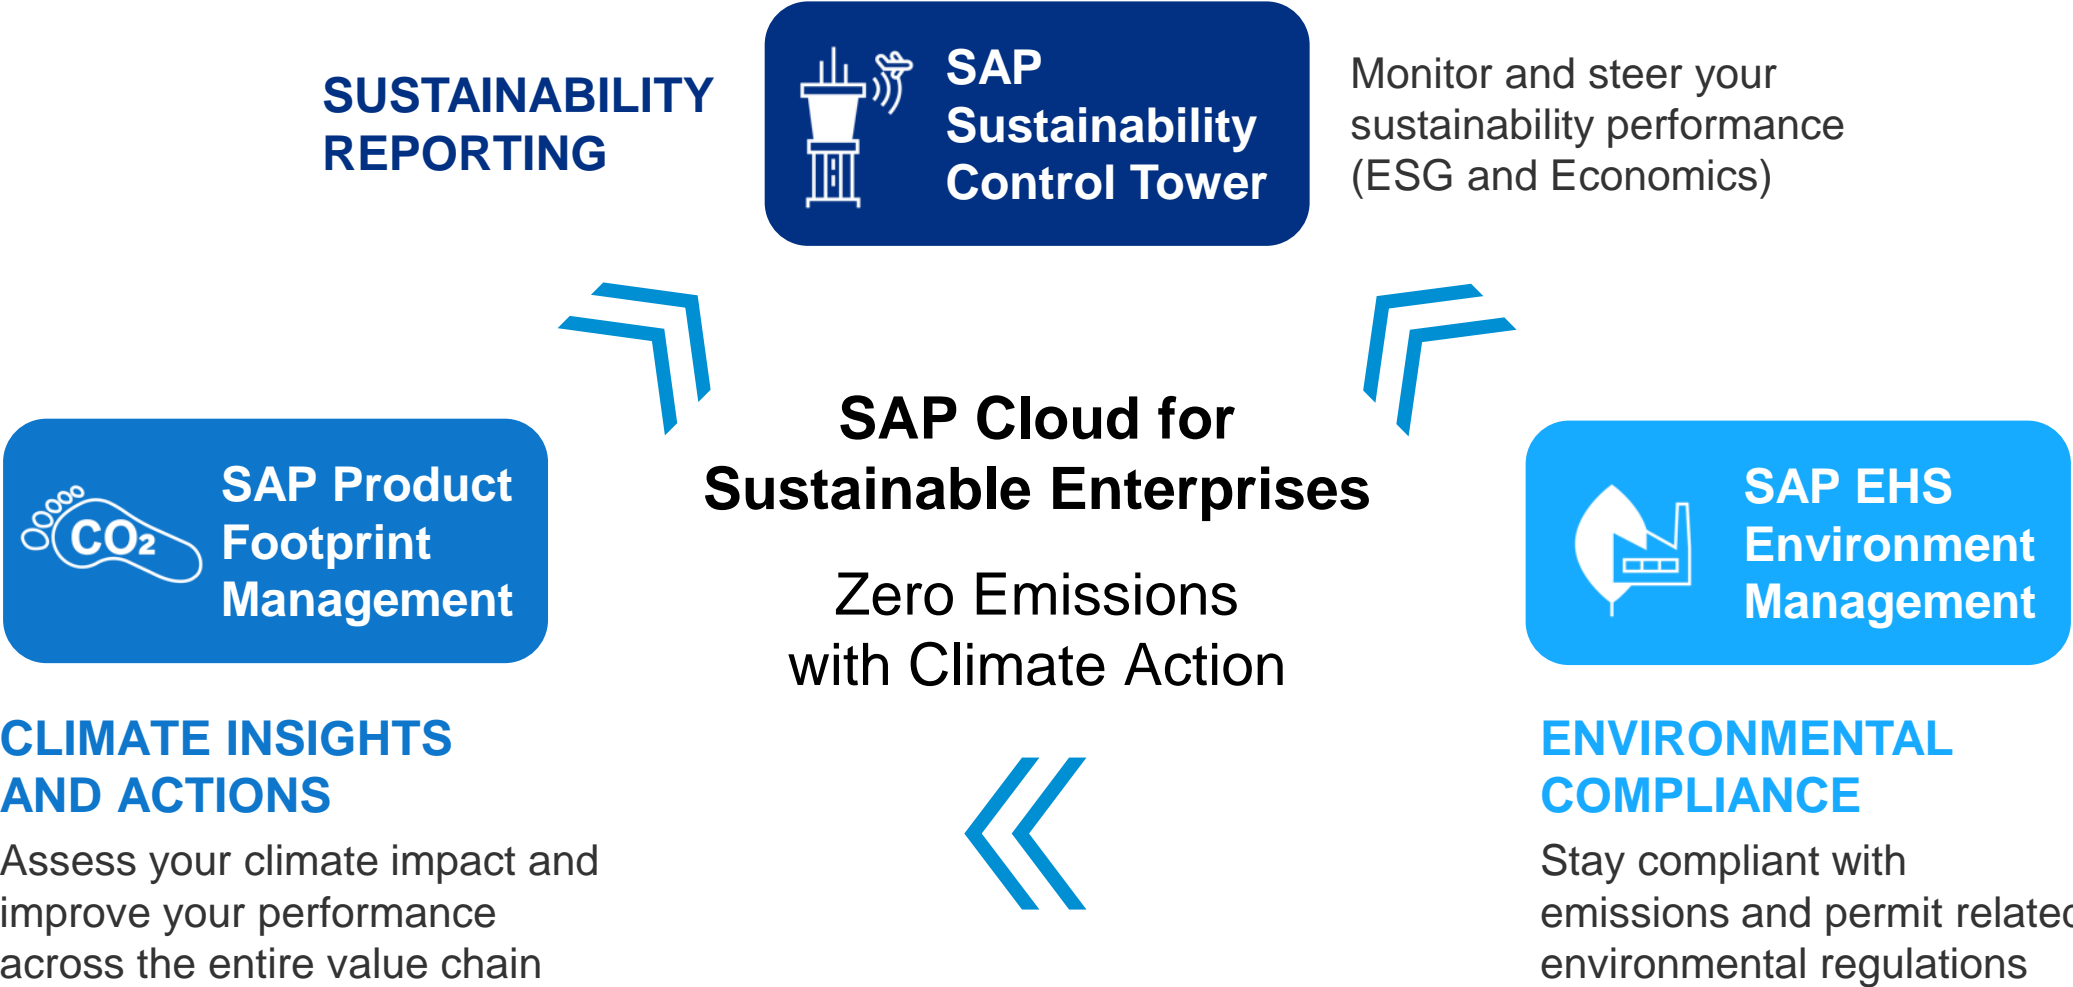 SUSTAINABILITY
REPORTING
SAP
Sustainability
Control Tower
Monitor and steer your
sustainability performance
(ESG and Economics)
SAP Cloud for
Sustainable Enterprises
Zero Emissions
with Climate Action
CO2
SAP Product
Footprint
Management
CLIMATE INSIGHTS
AND ACTIONS
Assess your climate impact and
improve your performance
across the entire value chain
SAP EHS
Environment
Management
ENVIRONMENTAL
COMPLIANCE
Stay compliant with
emissions and permit related
environmental regulations